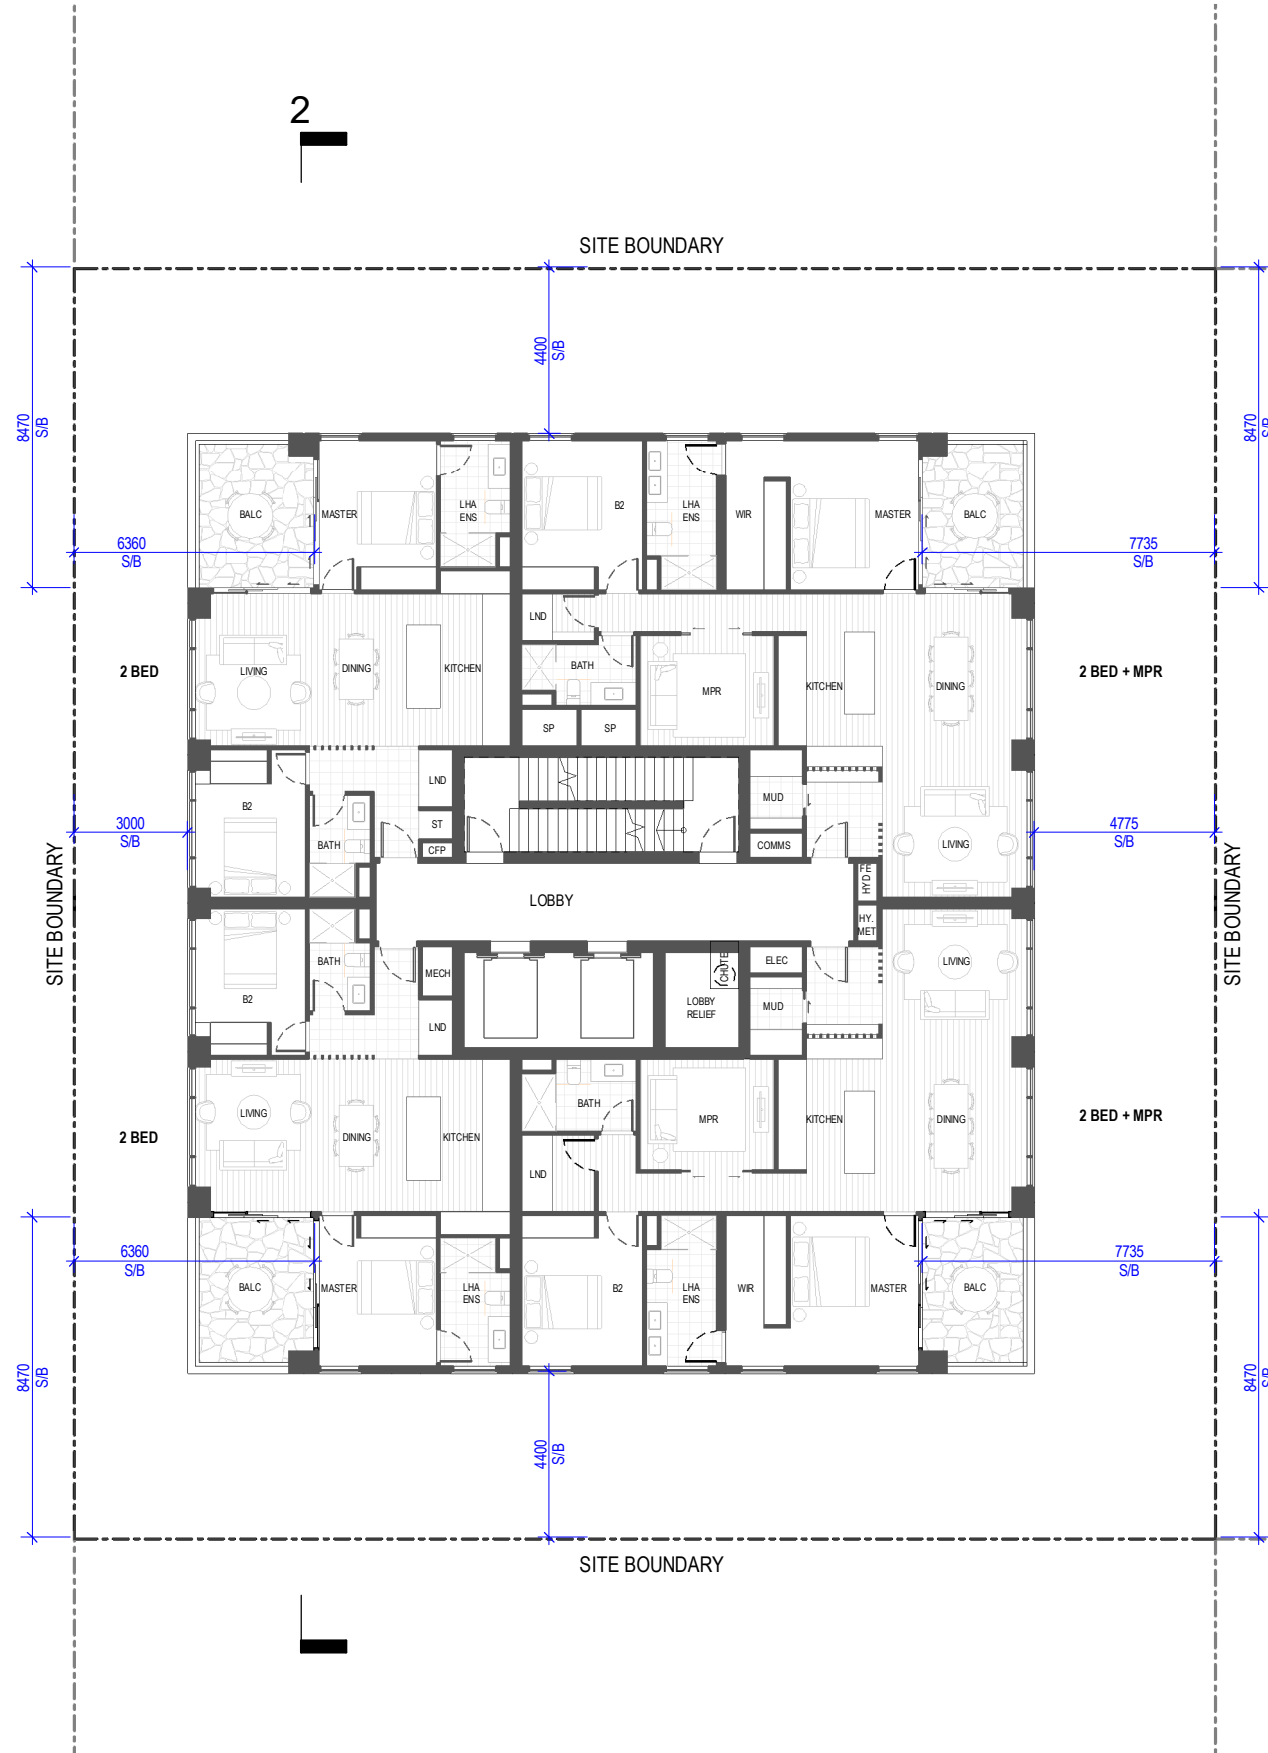 2
SITE BOUNDARY
4400
S/B
8470
S/B
8470
S/B
BALC
MASTER
LHA
ENS
B2
LHA
ENS
WIR
MASTER
BALC
6360
S/B
7735
S/B
LND
2 BED
LIVING
DINING
KITCHEN
BATH
MPR
KITCHEN
DINING
2 BED + MPR
SP
SP
LND
MUD
B2
ST
3000
S/B
BATH
CFP
COMMS
LIVING
4775
S/B
FE
HYD
SITE BOUNDARY
LOBBY
SITE BOUNDARY
HY.
MET
BATH
MECH
CHUTE
ELEC
LIVING
B2
LOBBY
RELIEF
MUD
LND
LIVING
BATH
2 BED
DINING
KITCHEN
MPR
KITCHEN
DINING
2 BED + MPR
LND
6360
S/B
7735
S/B
BALC
MASTER
LHA
ENS
B2
LHA
ENS
WIR
MASTER
BALC
8470
S/B
8470
S/B
4400
S/B
SITE BOUNDARY